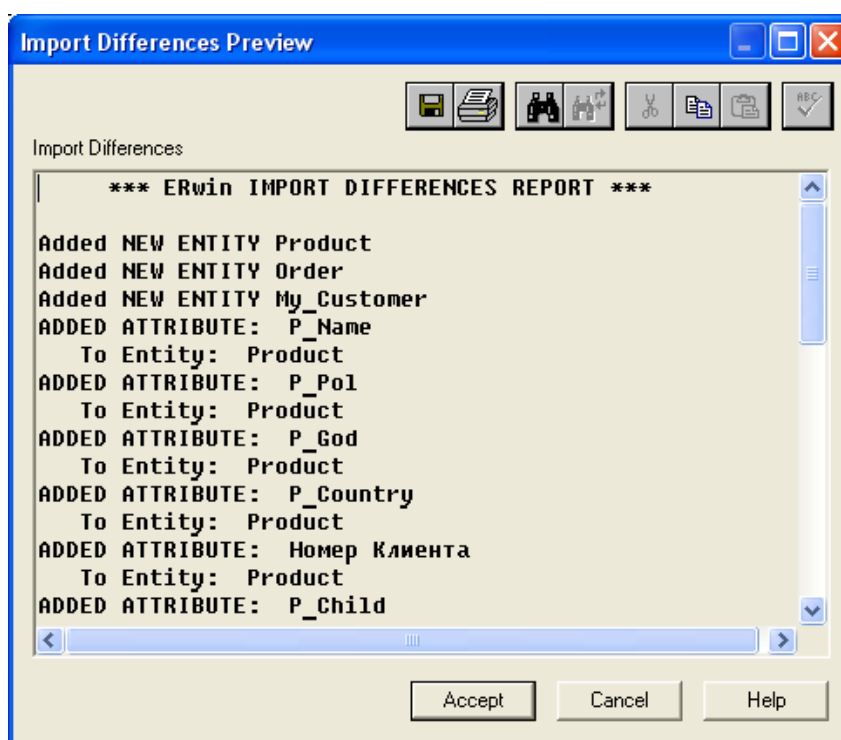 Import Differences Preview
ABC
Import Differences
*** ERwin IMPORT DIFFERENCES REPORT ***
Added NEW ENTITY Product
Added NEW ENTITY Order
Added NEW ENTITY My_Customer
ADDED ATTRIBUTE: P_Name
To Entity: Product
ADDED ATTRIBUTE: P_Pol
To Entity: Product
ADDED ATTRIBUTE: P_God
To Entity: Product
ADDED ATTRIBUTE: P_Country
To Entity: Product
ADDED ATTRIBUTE: Номер Клиента
To Entity: Product
ADDED ATTRIBUTE: P_Child
Accept Cancel Help